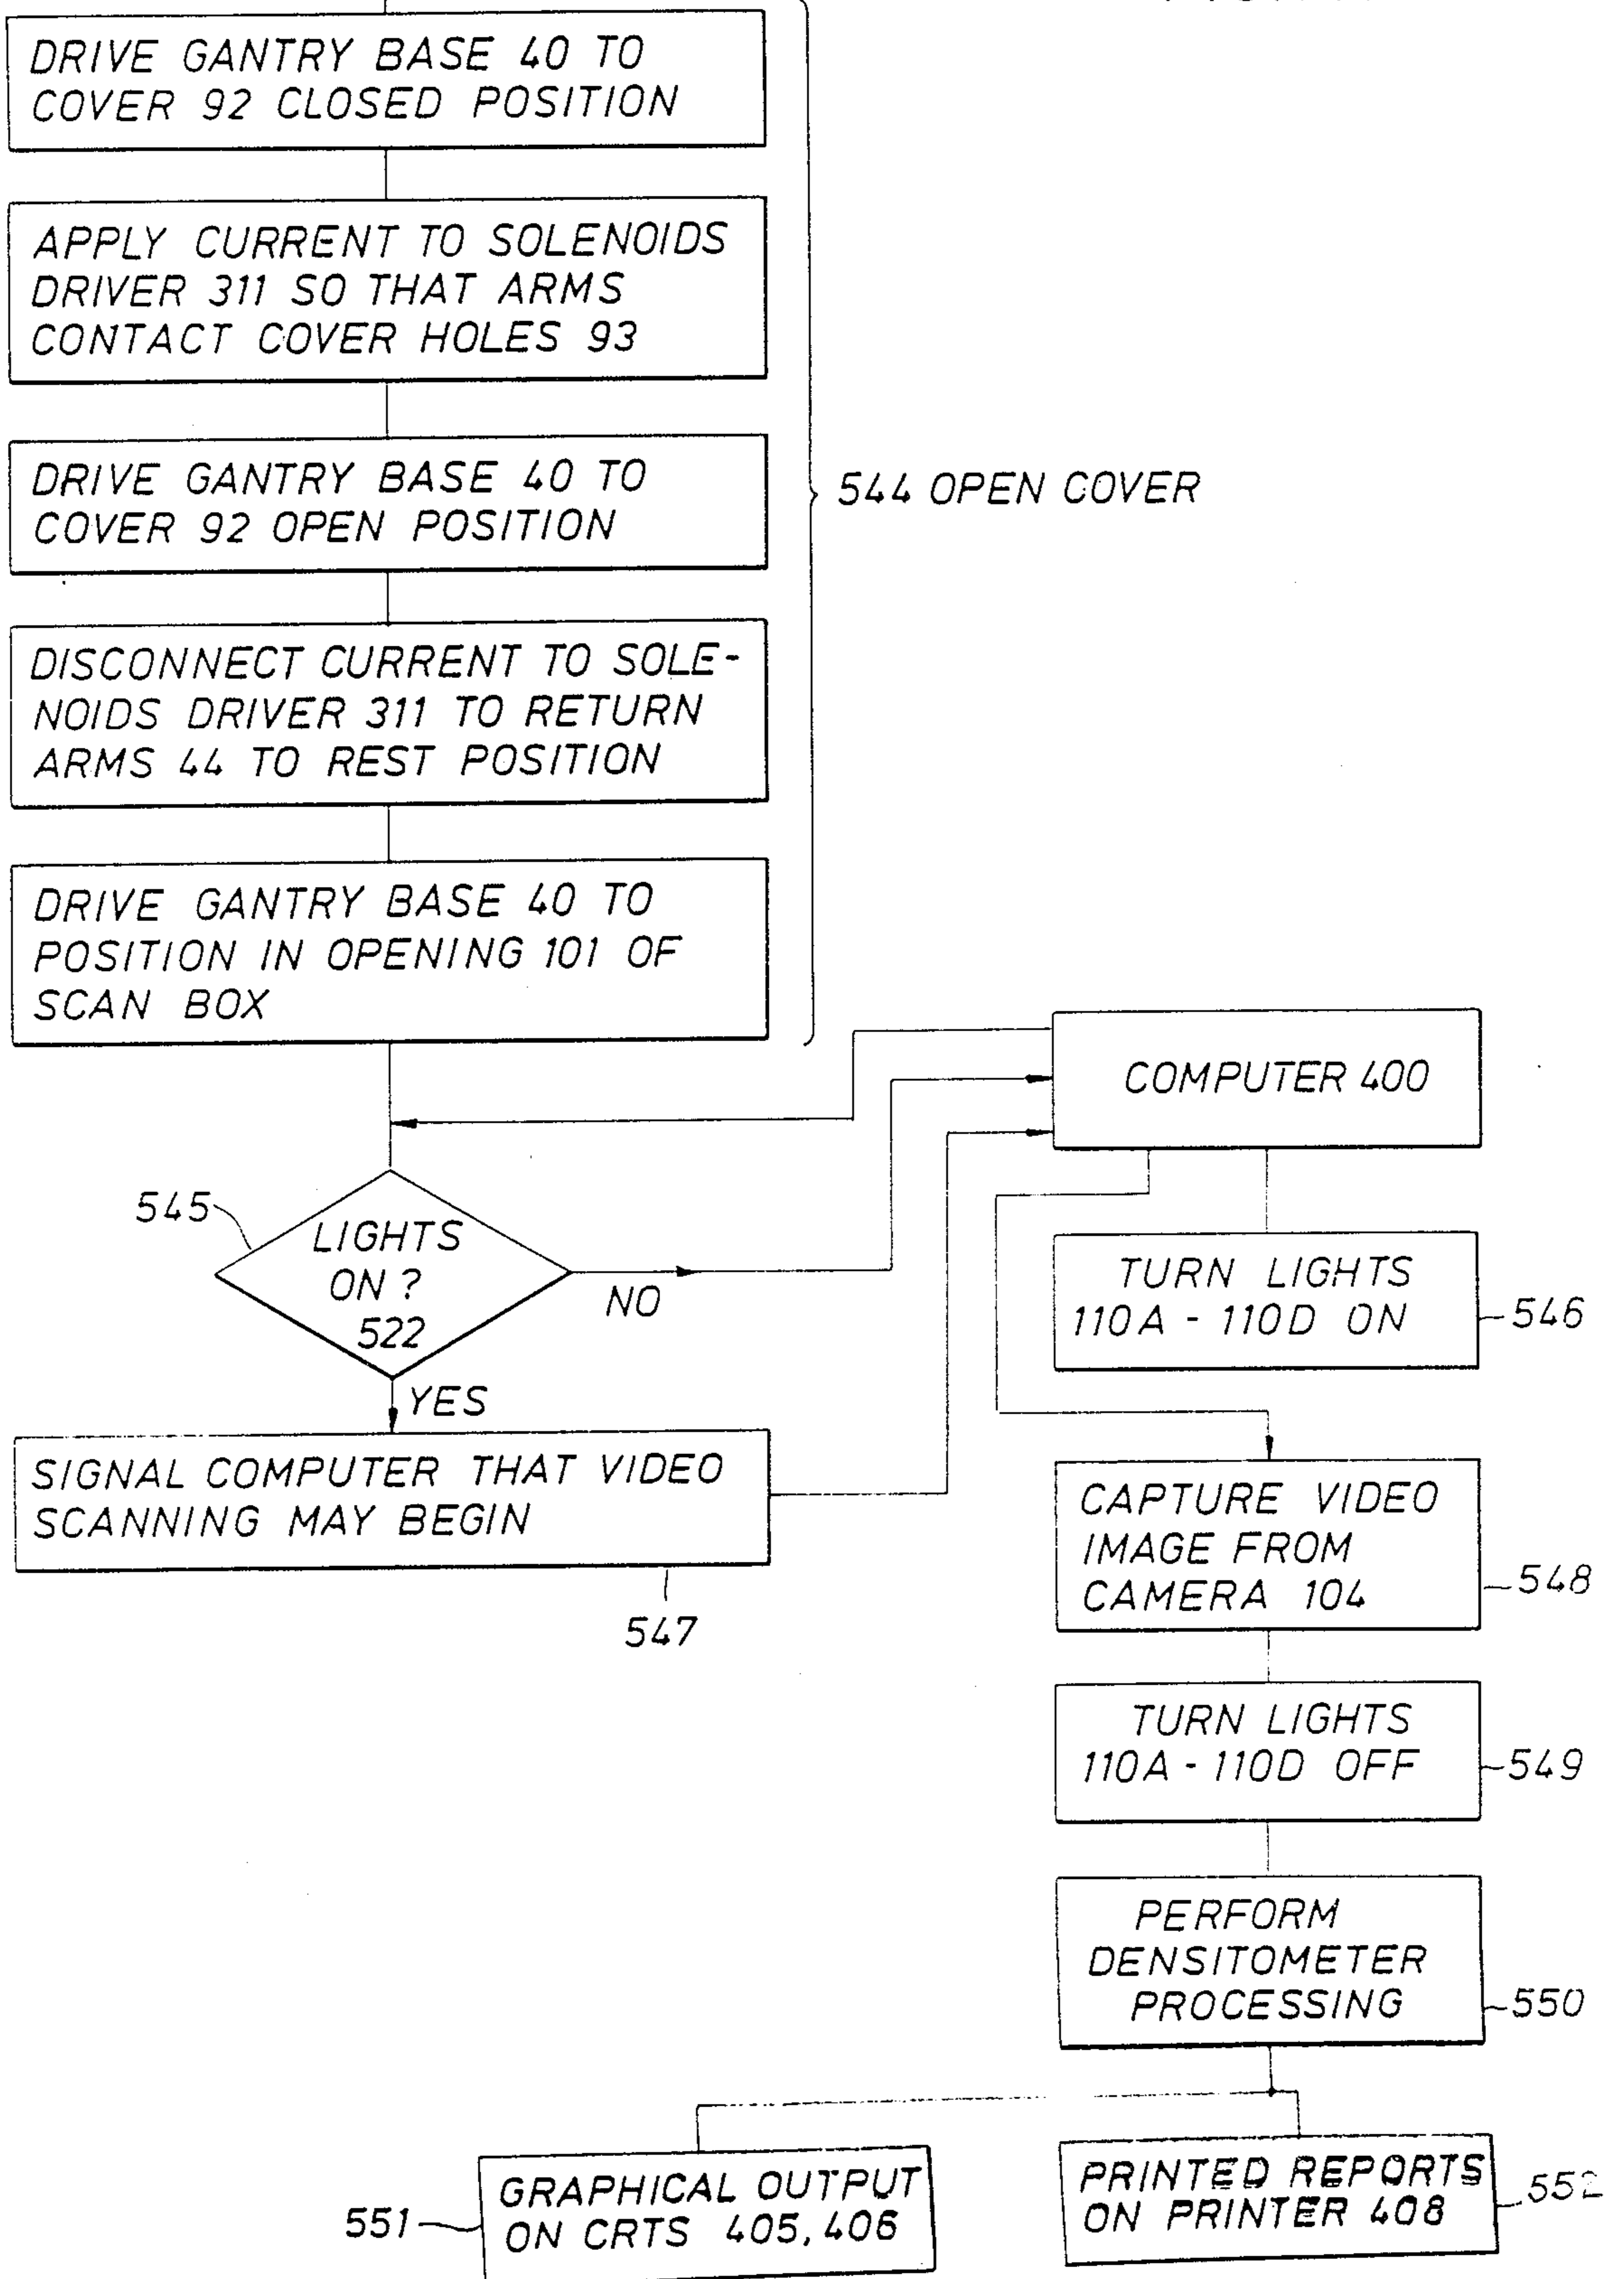 DRIVE GANTRY BASE 40 TO
COVER 92 CLOSED POSITION
APPLY CURRENT TO SOLENOIDS
DRIVER 311 SO THAT ARMS
CONTACT COVER HOLES 93
DRIVE GANTRY BASE 40 TO
COVER 92 OPEN POSITION
544 OPEN COVER
DISCONNECT CURRENT TO SOLE-
NOIDS DRIVER 311 TO RETURN
ARMS 44 TO REST POSITION
DRIVE GANTRY BASE 40 TO
POSITION IN OPENING 101 OF
SCAN BOX
COMPUTER 400
545
LIGHTS
ON ?
522
NO
YES
TURN LIGHTS
110A - 110D ON
546
SIGNAL COMPUTER THAT VIDEO
SCANNING MAY BEGIN
547
CAPTURE VIDEO
IMAGE FROM
CAMERA 104
548
TURN LIGHTS
110A - 110D OFF
549
PERFORM
DENSITOMETER
PROCESSING
550
551
GRAPHICAL OUTPUT
ON CRTS 405, 406
PRINTED REPORTS
ON PRINTER 408
552